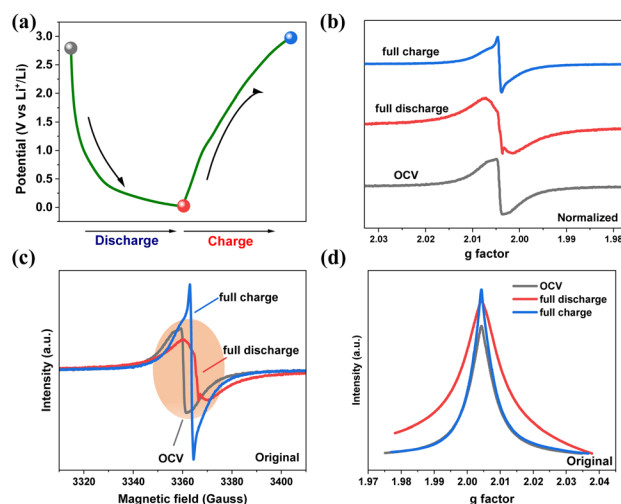 (a)
Potential (V vs Li⁺/Li)
3.0
2.5
2.0
1.5
1.0
0.5
0.0
Discharge
Charge
(b)
full charge
full discharge
OCV
Normalized
2.03
2.02
2.01
2.00
1.99
1.98
g factor
(c)
Intensity (a.u.)
full charge
full discharge
OCV
Original
3320
3340
3360
3380
3400
Magnetic field (Gauss)
(d)
Intensity (a.u.)
OCV
full discharge
full charge
Original
1.97
1.98
1.99
2.00
2.01
2.02
2.03
2.04
g factor